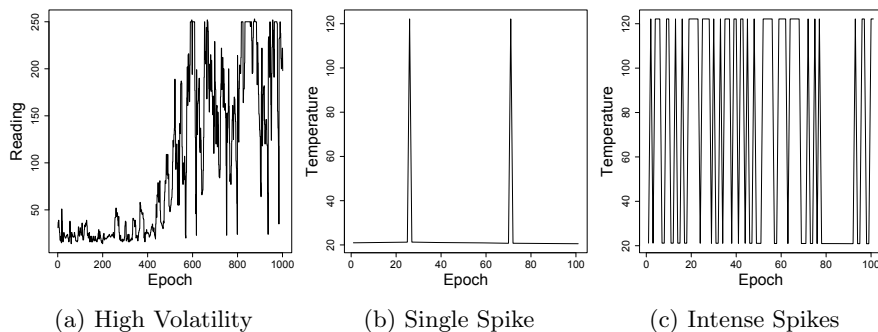 250
200
150
100
50
Reading
0 200 400 600 800 1000
Epoch
(a) High Volatility
120
100
80
60
40
20
Temperature
0 20 40 60 80 100
Epoch
(b) Single Spike
120
100
80
60
40
20
Temperature
0 20 40 60 80 100
Epoch
(c) Intense Spikes